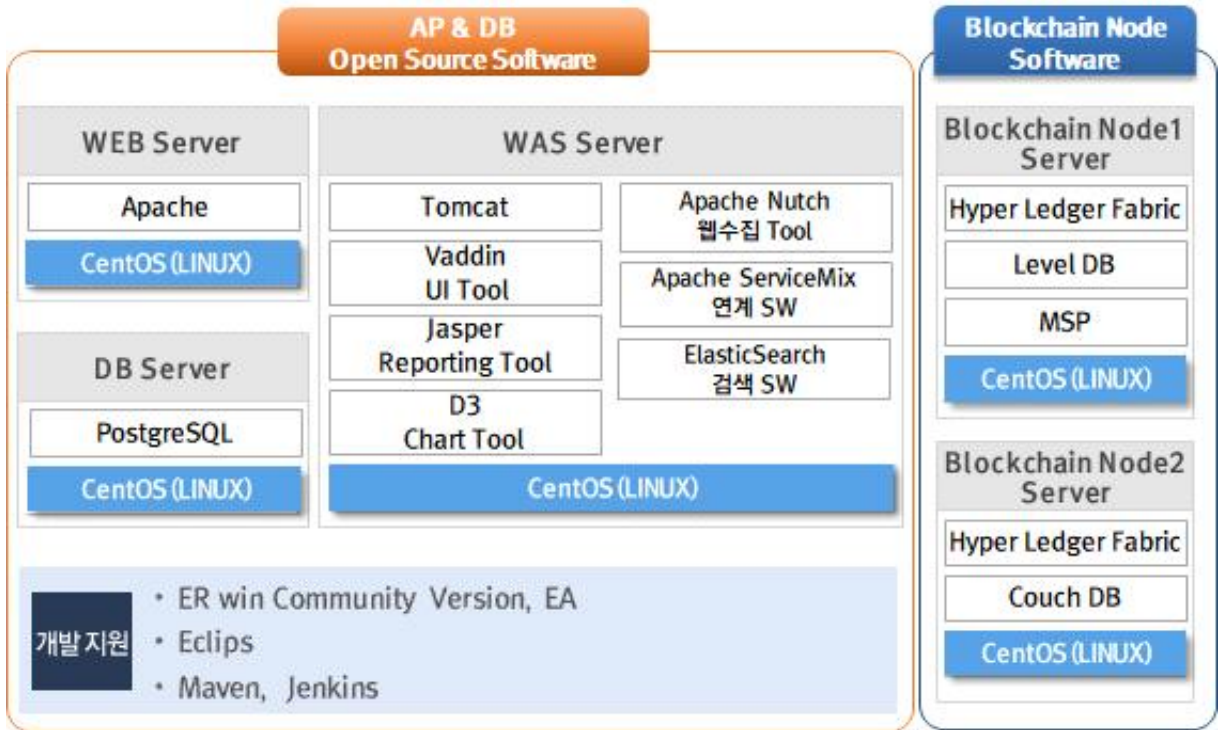 AP & DB
Open Source Software
WEB Server
Apache
CentOS (LINUX)
DB Server
PostgreSQL
CentOS (LINUX)
WAS Server
Tomcat
Vaddin
UI Tool
Jasper
Reporting Tool
D3
Chart Tool
Apache Nutch
웹수집 Tool
Apache ServiceMix
연계 SW
ElasticSearch
검색 SW
CentOS (LINUX)
개발 지원
• ER win Community Version, EA
• Eclips
• Maven, Jenkins
Blockchain Node
Software
Blockchain Node1
Server
Hyper Ledger Fabric
Level DB
MSP
CentOS (LINUX)
Blockchain Node2
Server
Hyper Ledger Fabric
Couch DB
CentOS (LINUX)